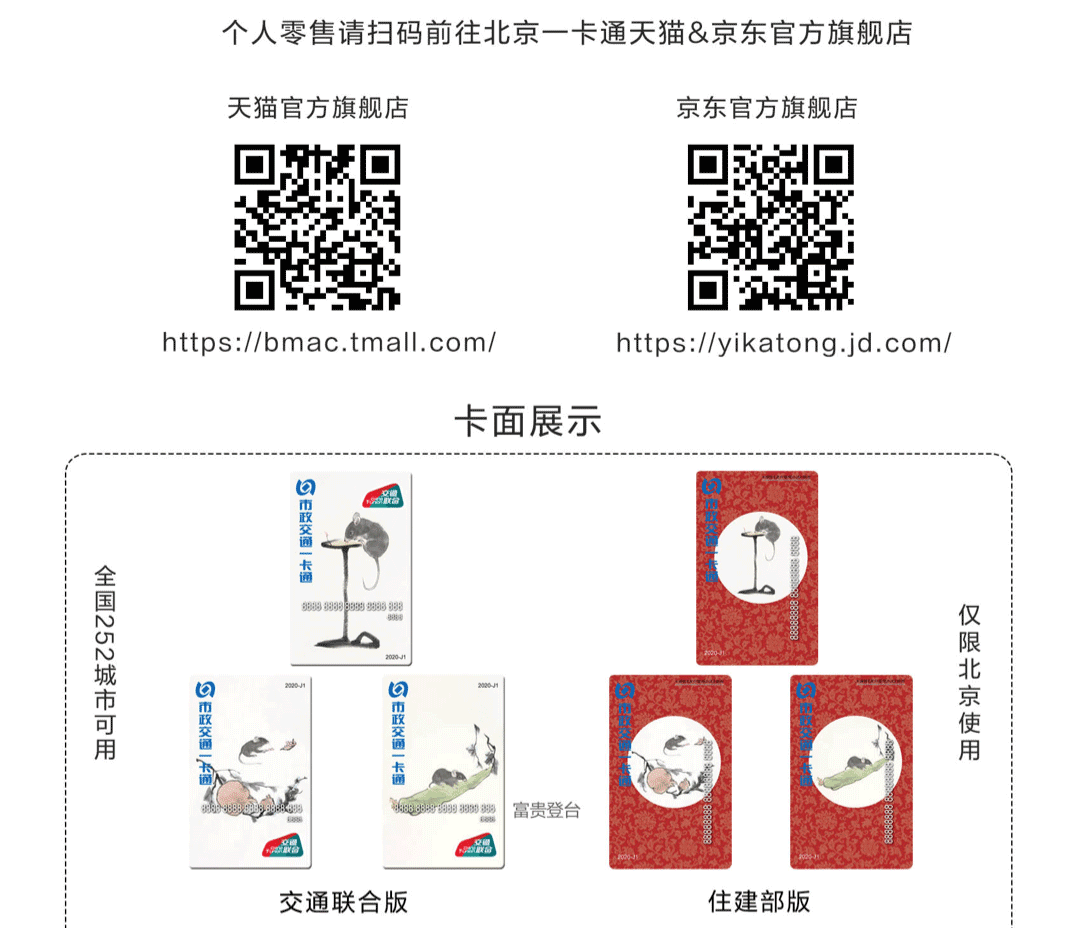 个人零售请扫码前往北京一卡通天猫&京东官方旗舰店
天猫官方旗舰店
京东官方旗舰店
https://bmac.tmall.com/
https://yikatong.jd.com/
卡面展示
全国252城市可用
市政交通一卡通
交通联合
8888 8888 8888 8888 888
8888
2020-J1
市政交通一卡通
2020-J1
8888 8888 8888 8888 888
8888
交通联合
市政交通一卡通
2020-J1
8888 8888 8888 8888 888
8888
交通联合
富贵登台
交通联合版
市政交通一卡通
2020-J1
市政交通一卡通
2020-J1
市政交通一卡通
2020-J1
住建部版
仅限北京使用